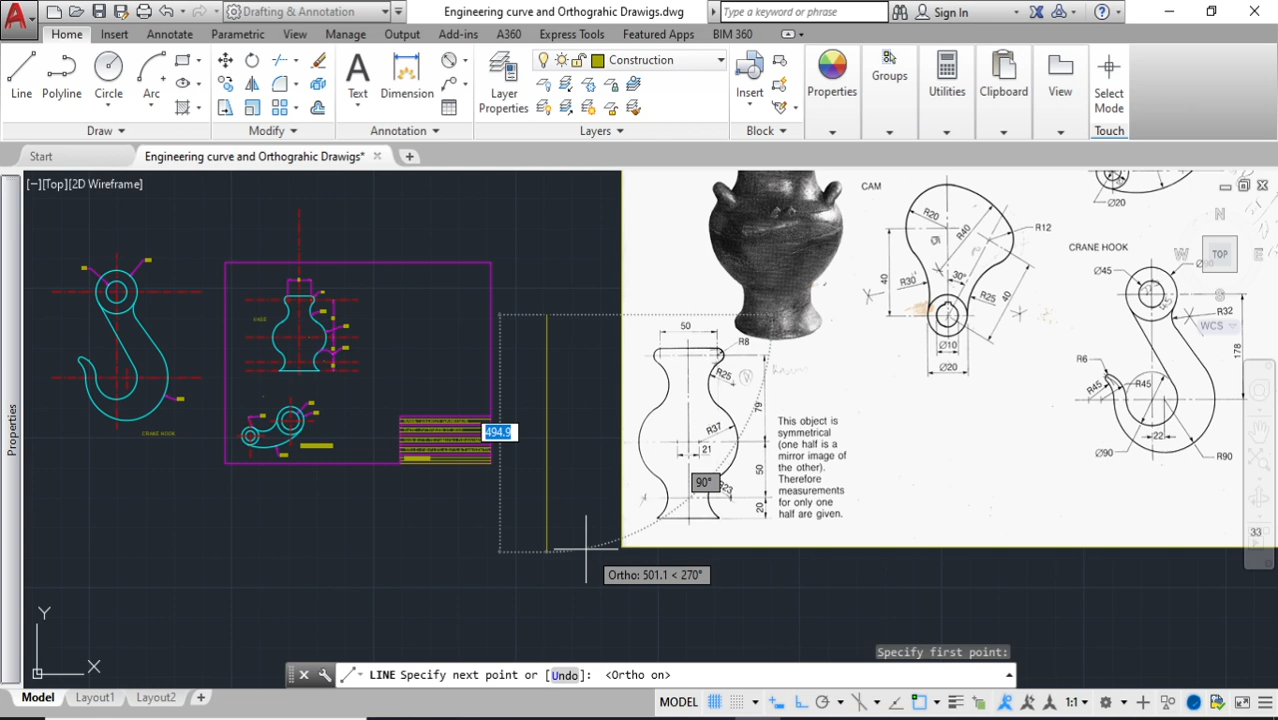 Drafting & Annotation
Engineering curve and Orthograhic Drawigs.dwg
Type a keyword or phrase
Sign In
Home
Insert
Annotate
Parametric
View
Manage
Output
Add-ins
A360
Express Tools
Featured Apps
BIM 360
Line
Polyline
Circle
Arc
Text
Dimension
Layer Properties
Construction
Insert
Properties
Groups
Utilities
Clipboard
View
Select Mode
Draw
Modify
Annotation
Layers
Block
Touch
Start
Engineering curve and Orthograhic Drawigs*
[−][Top][2D Wireframe]
CAM
R20
R40
R12
30°
R30
R25
40
40
Ø10
Ø20
Ø20
CRANE HOOK
Ø45
R32
178
R6
R45
R45
22
Ø90
R90
N
W
TOP
S
WCS
50
R8
R25
79
R37
21
50
20
This object is
symmetrical
(one half is a
mirror image of
the other).
Therefore
measurements
for only one
half are given.
VASE
CRANE HOOK
494.9
90°
Ortho: 501.1 < 270°
Properties
Y
X
Specify first point:
LINE Specify next point or [Undo]: <Ortho on>
Model
Layout1
Layout2
MODEL
1:1